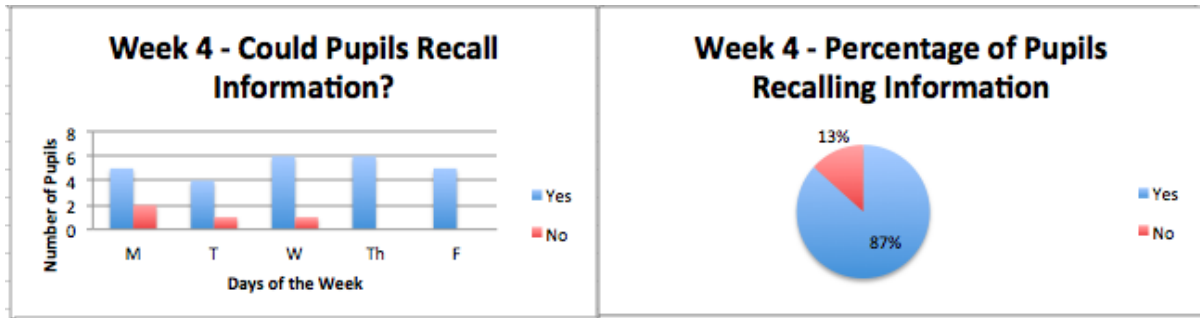 Week 4 - Could Pupils Recall
Information?
Number of Pupils
8
6
4
2
0
M T W Th F
Days of the Week
Yes
No
Week 4 - Percentage of Pupils
Recalling Information
13%
87%
Yes
No